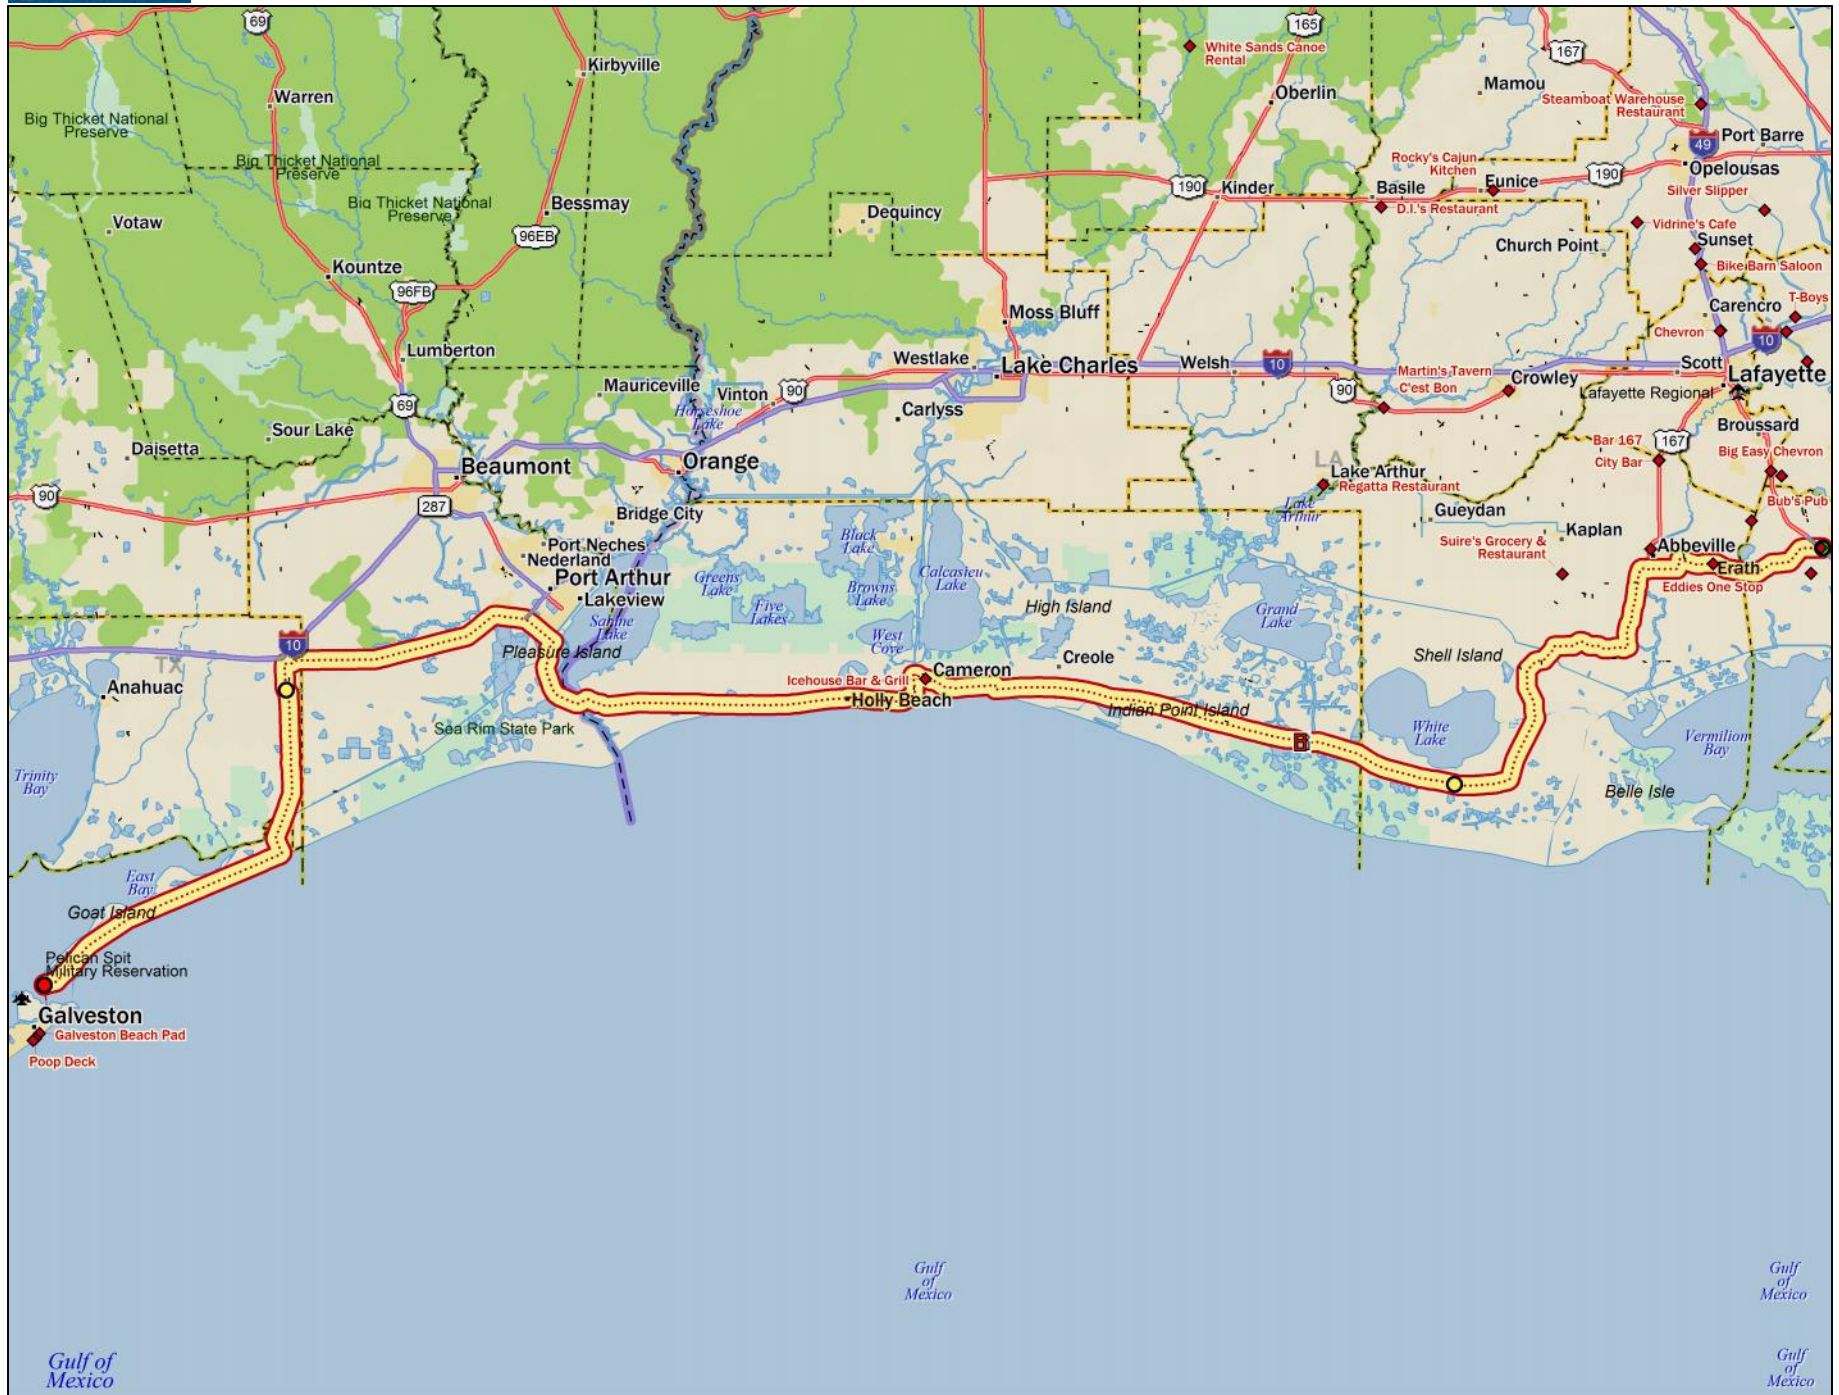 69
165
White Sands Canoe
Rental
167
Kirbyville
Warren
Oberlin
Mamou
Steamboat Warehouse
Restaurant
Big Thicket National
Preserve
49
Port Barre
Big Thicket National
Preserve
Rocky's Cajun
Kitchen
Opelousas
190
Kinder
Basile
Eunice
190
Silver Slipper
Big Thicket National
Preserve
Bessmay
D.I.'s Restaurant
Votaw
96EB
Dequincy
Vidrine's Cafe
Church Point
Sunset
Kountze
Bike Barn Saloon
96FB
T-Boys
Carencro
Moss Bluff
Chevron
Lumberton
Westlake
Lake Charles
Welsh
10
10
Scott
Martin's Tavern
Crowley
Lafayette
Mauriceville
Vinton
90
90
C'est Bon
Lafayette Regional
69
Horseshoe
Lake
Carlyss
Sour Lake
Broussard
Daisetta
Bar 167
167
Big Easy Chevron
Beaumont
Orange
LA
City Bar
Lake Arthur
Regatta Restaurant
90
287
Bridge City
Lake
Arthur
Gueydan
Bub's Pub
Kaplan
Port Neches
Black
Lake
Suire's Grocery &
Restaurant
Abbeville
Nederland
Erath
Port Arthur
Greens
Lake
Browns
Lake
Calcasieu
Lake
Eddies One Stop
Lakeview
Five
Lakes
High Island
Grand
Lake
Sabine
Lake
West
Cove
10
Pleasure Island
Creole
Shell Island
TX
Cameron
Anahuac
Icehouse Bar & Grill
Holly Beach
Indian Point Island
Sea Rim State Park
White
Lake
Vermilion
Bay
Trinity
Bay
Belle Isle
East
Bay
Goat Island
Pelican Spit
Military Reservation
Galveston
Galveston Beach Pad
Poop Deck
Gulf
of
Mexico
Gulf
of
Mexico
Gulf of
Mexico
Gulf
of
Mexico